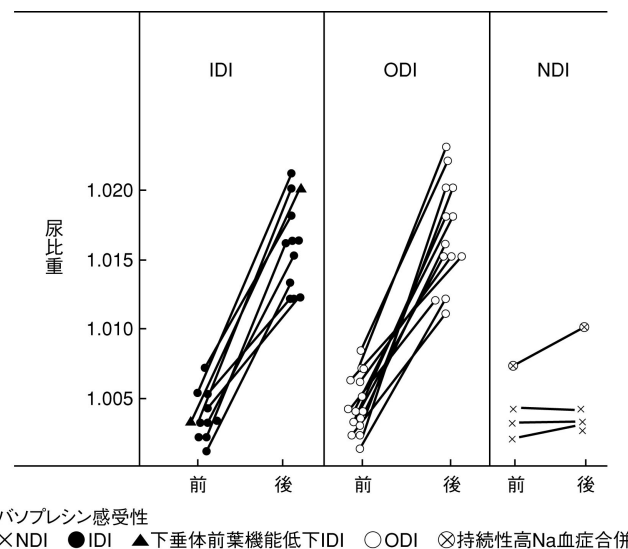 IDI ODI NDI
1.020
尿比重
1.015
1.010
1.005
前 後 前 後 前 後
バソプレシン感受性
×NDI ●IDI ▲下垂体前葉機能低下IDI ○ODI ⊗持続性高Na血症合併